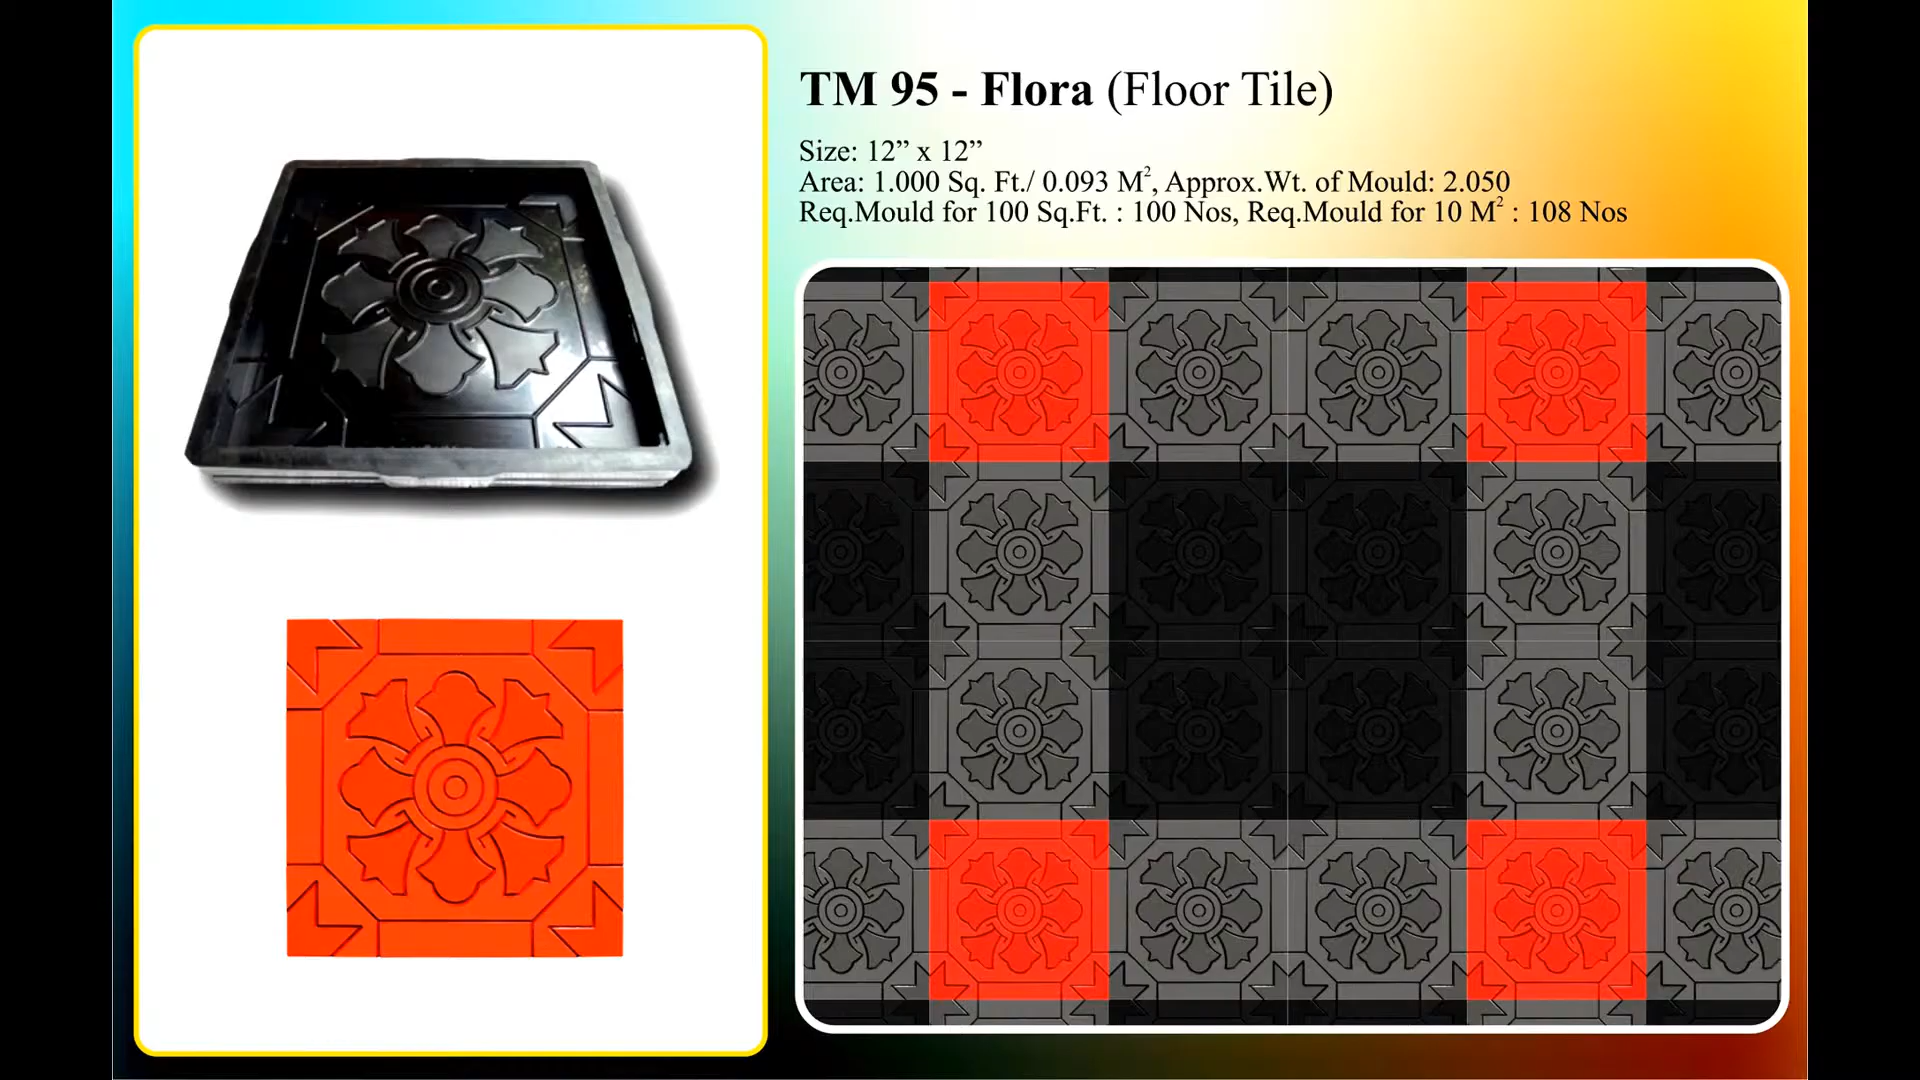 TM 95 - Flora (Floor Tile)
Size: 12” x 12”
Area: 1.000 Sq. Ft./ 0.093 M², Approx.Wt. of Mould: 2.050
Req.Mould for 100 Sq.Ft. : 100 Nos, Req.Mould for 10 M² : 108 Nos